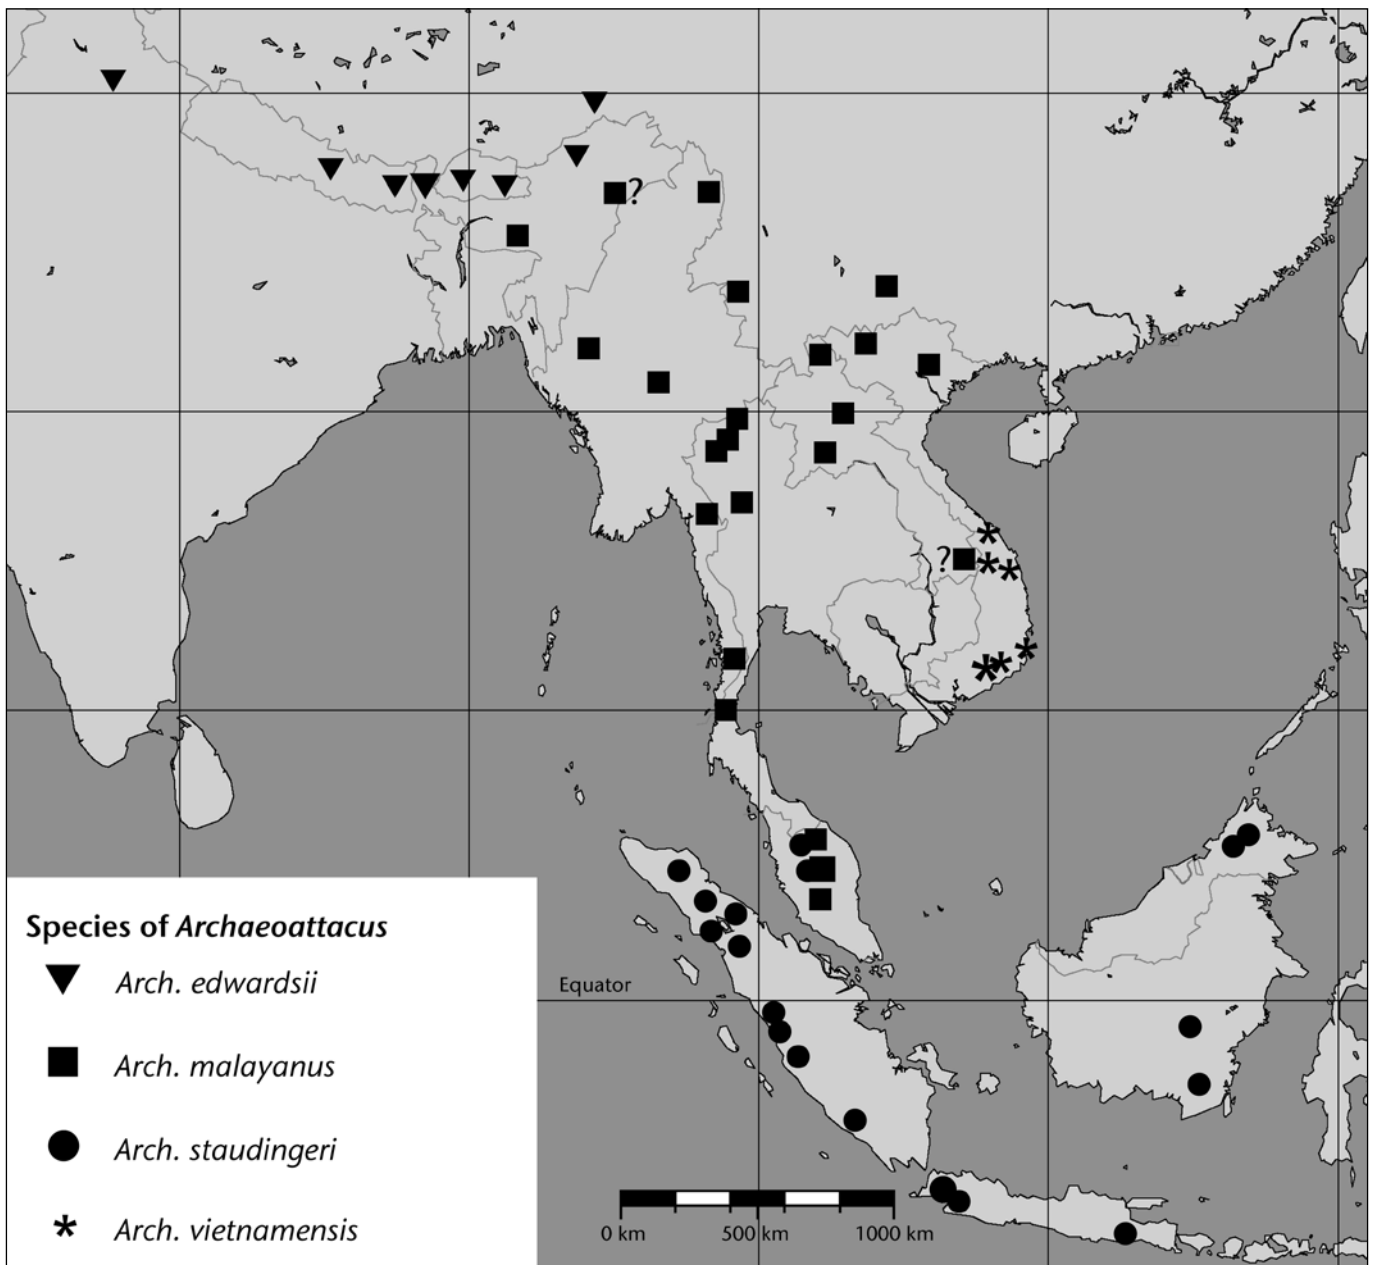 ?
?
Equator
Species of Archaeoattacus
Arch. edwardsii
Arch. malayanus
Arch. staudingeri
Arch. vietnamensis
0 km 500 km 1000 km